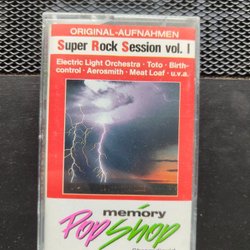 ORIGINAL-AUFNAHMEN
Super Rock Session vol. I
Electric Light Orchestra · Toto · Birth-
control · Aerosmith · Meat Loaf · u.v.a.
memory
Pop Shop